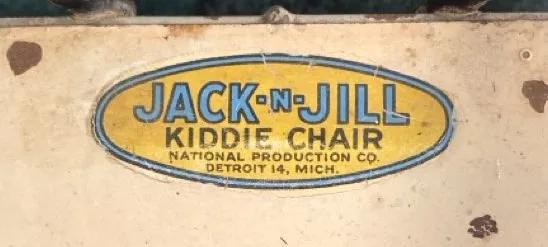 JACK-N-JILL
KIDDIE CHAIR
NATIONAL PRODUCTION CO.
DETROIT 14, MICH.